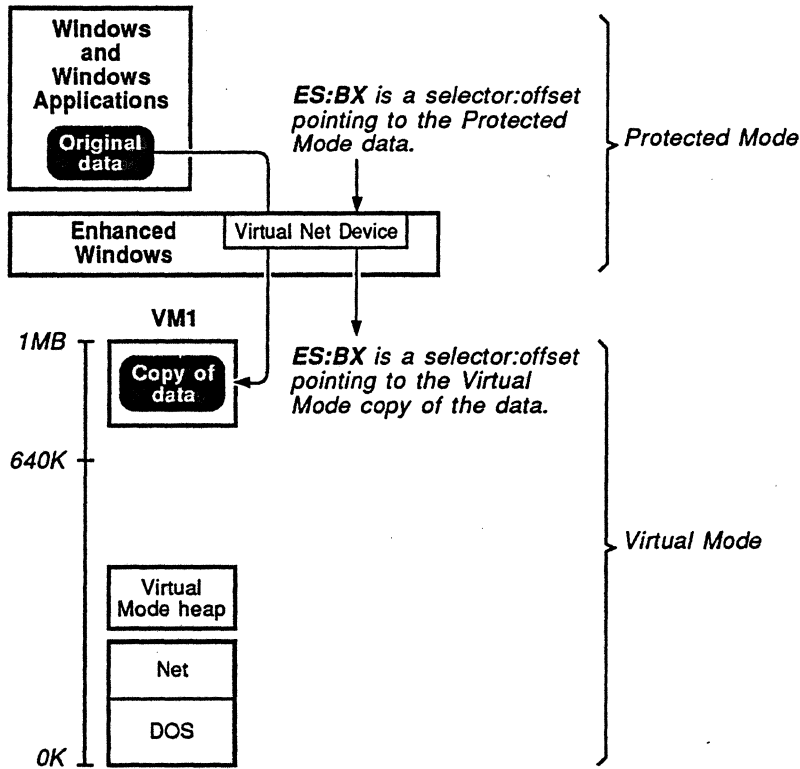 Windows
and
Windows
Applications
Original
data
ES:BX is a selector:offset
pointing to the Protected
Mode data.
Protected Mode
Enhanced
Windows
Virtual Net Device
VM1
1MB
Copy of
data
ES:BX is a selector:offset
pointing to the Virtual
Mode copy of the data.
640K
Virtual Mode
Virtual
Mode heap
Net
DOS
0K